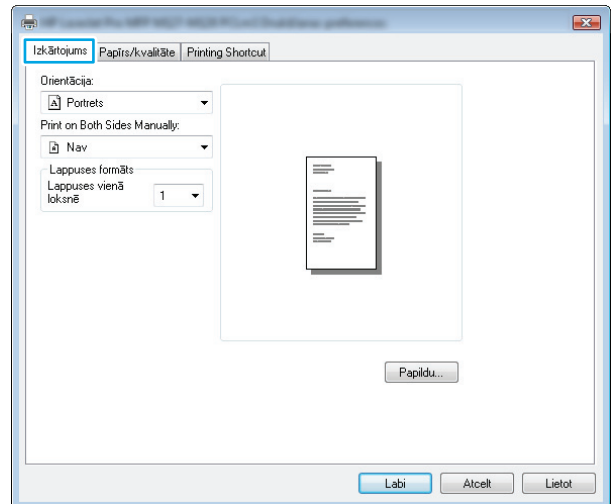 Izkārtojums Papīrs/kvalitāte Printing Shortcut
Orientācija:
Portrets
Print on Both Sides Manually:
Nav
Lappuses formāts
Lappuses vienā
loksnē
1
Papildu...
Labi Atcelt Lietot